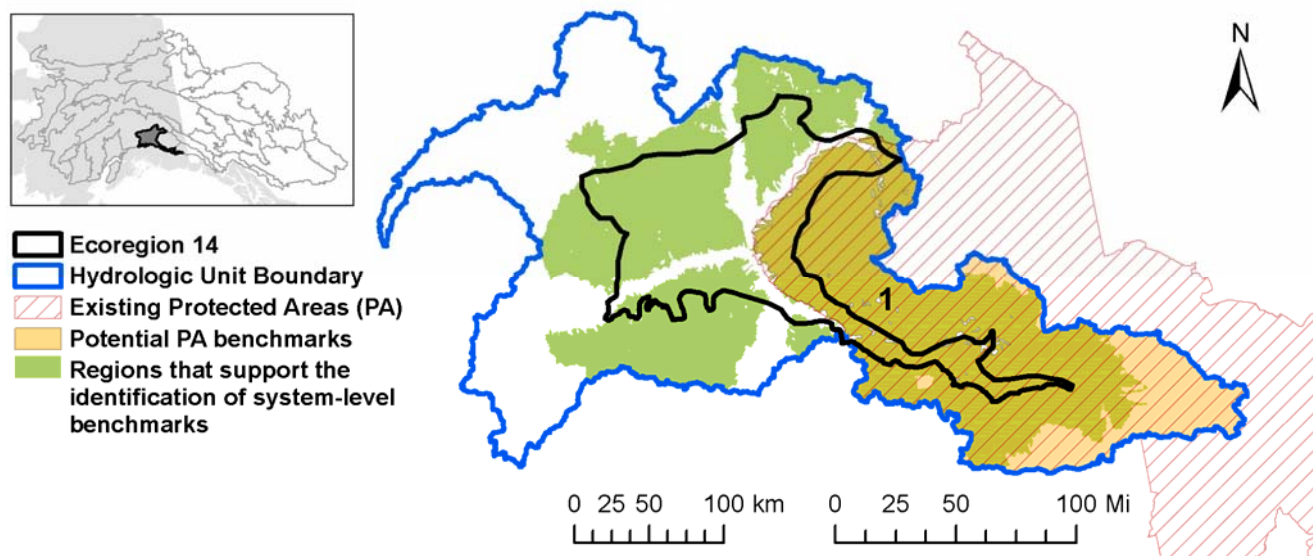 N
Ecoregion 14
Hydrologic Unit Boundary
Existing Protected Areas (PA)
Potential PA benchmarks
Regions that support the
identification of system-level
benchmarks
1
0 25 50 100 km
0 25 50 100 Mi